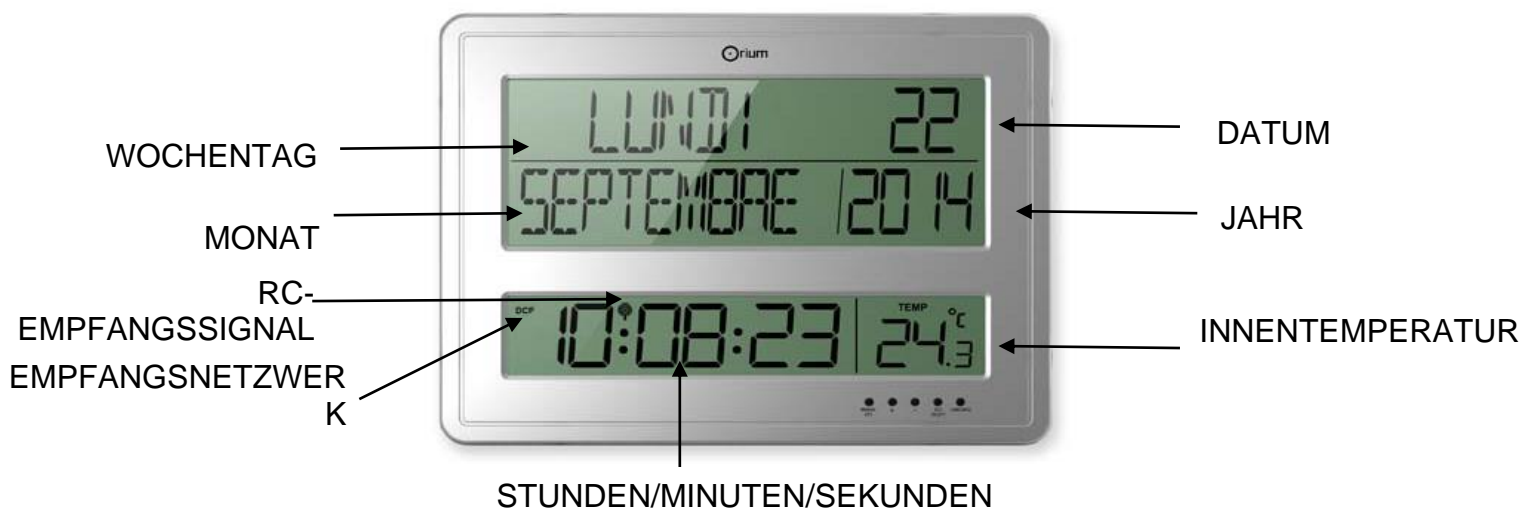 Orium
LUNDI 22
WOCHENTAG
DATUM
SEPTEMBRE 2014
MONAT
JAHR
RC-
EMPFANGSSIGNAL
DCF 10:08:23 TEMP 24.3 °C
INNENTEMPERATUR
EMPFANGSNETZWER
K
STUNDEN/MINUTEN/SEKUNDEN